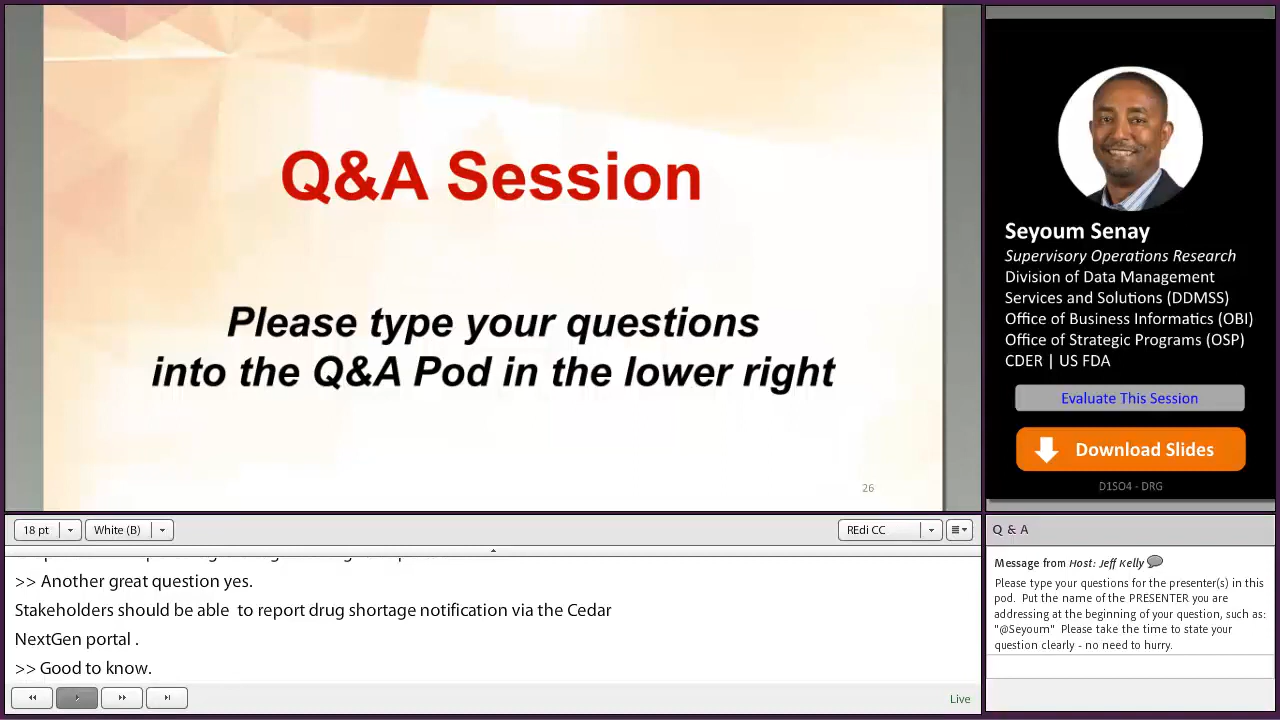 Q&A Session
Please type your questions
into the Q&A Pod in the lower right
26
Seyoum Senay
Supervisory Operations Research
Division of Data Management
Services and Solutions (DDMSS)
Office of Business Informatics (OBI)
Office of Strategic Programs (OSP)
CDER | US FDA
Evaluate This Session
Download Slides
D1SO4 - DRG
18 pt
White (B)
REdi CC
>> Another great question yes.
Stakeholders should be able to report drug shortage notification via the Cedar
NextGen portal .
>> Good to know.
Live
Q & A
Message from Host: Jeff Kelly
Please type your questions for the presenter(s) in this
pod. Put the name of the PRESENTER you are
addressing at the beginning of your question, such as:
"@Seyoum" Please take the time to state your
question clearly - no need to hurry.